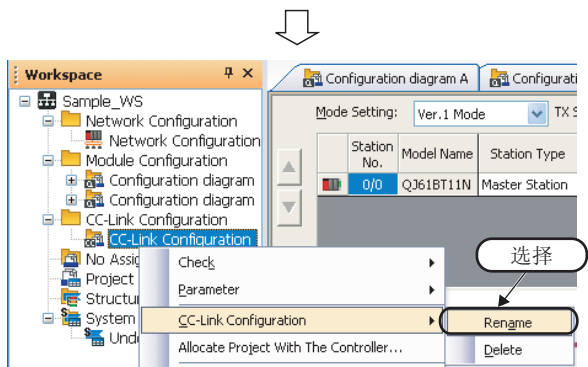 Workspace
Sample_WS
Network Configuration
Network Configuration
Module Configuration
Configuration diagram
Configuration diagram
CC-Link Configuration
CC-Link Configuration
No Assig
Project
Structu
System
Und
Configuration diagram A
Configurati
Mode Setting:
Ver.1 Mode
TX S
Station No.
Model Name
Station Type
0/0
QJ61BT11N
Master Station
Check
Parameter
CC-Link Configuration
Allocate Project With The Controller...
选择
Rename
Delete